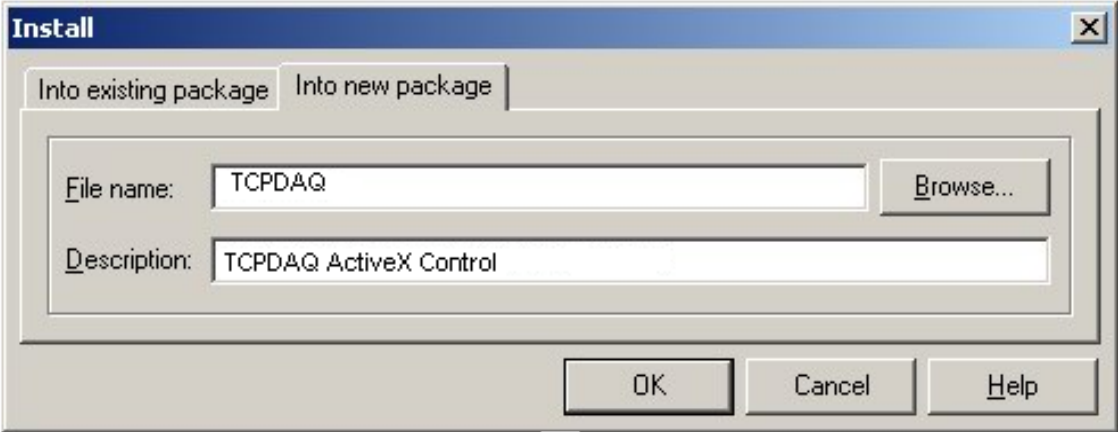 Install
Into existing package Into new package
File name: TCPDAQ Browse...
Description: TCPDAQ ActiveX Control
OK Cancel Help